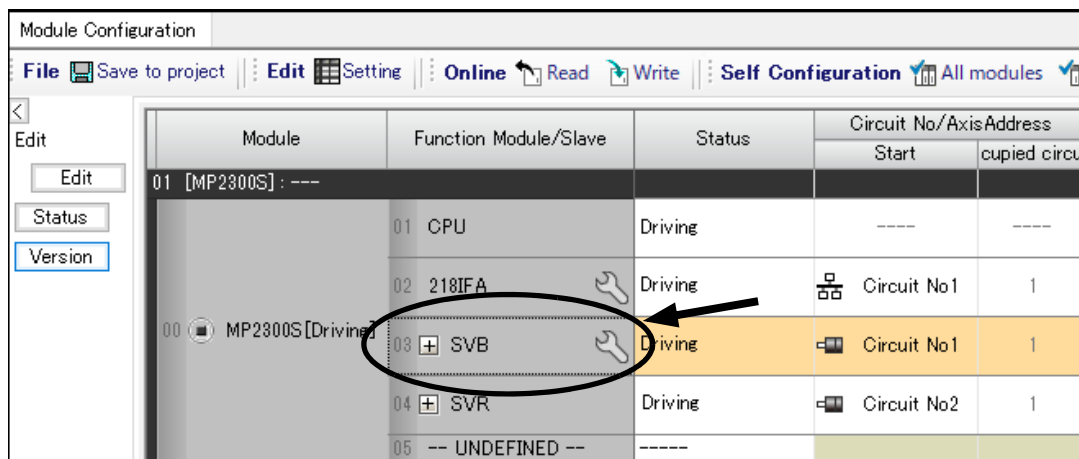 Module Configuration
File Save to project Edit Setting Online Read Write Self Configuration All modules
<
Edit
Edit
Status
Version
Module Function Module/Slave Status Circuit No/AxisAddress
Start cupied circu
01 [MP2300S] : ---
00 MP2300S[Driving]
01 CPU Driving ---- ----
02 218IFA Driving Circuit No1 1
03 + SVB Driving Circuit No1 1
04 + SVR Driving Circuit No2 1
05 -- UNDEFINED -- -----